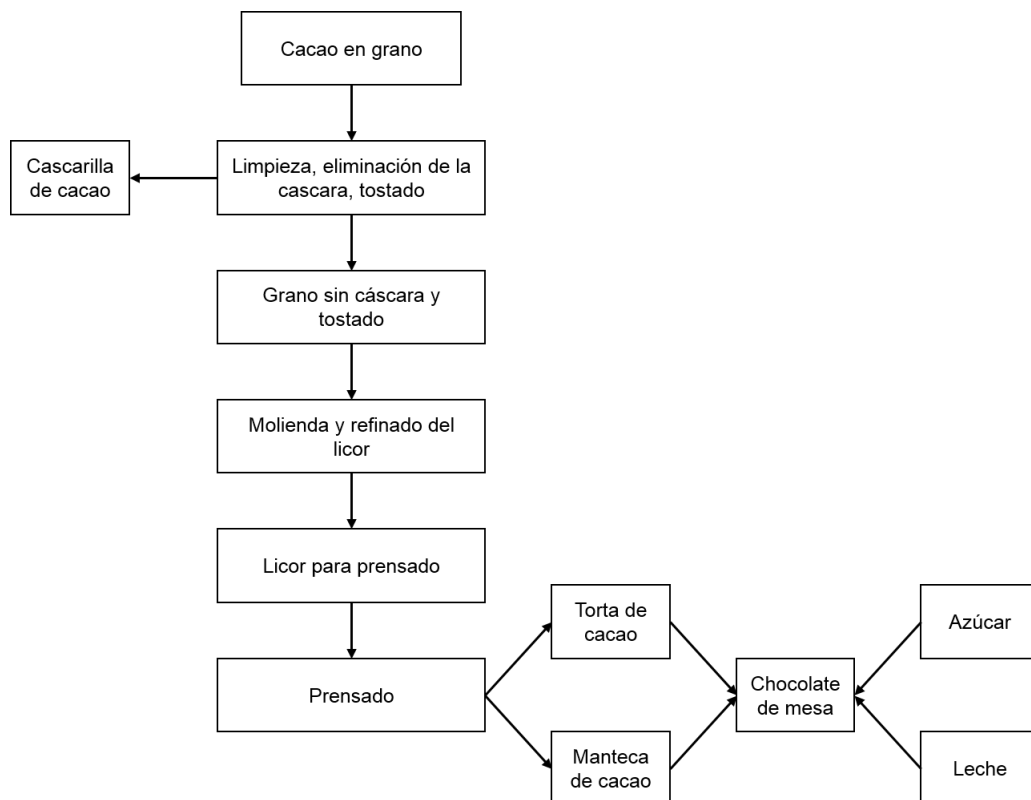 Cacao en grano
Cascarilla
de cacao
Limpieza, eliminación de la
cascara, tostado
Grano sin cáscara y
tostado
Molienda y refinado del
licor
Licor para prensado
Prensado
Torta de
cacao
Manteca
de cacao
Chocolate
de mesa
Azúcar
Leche